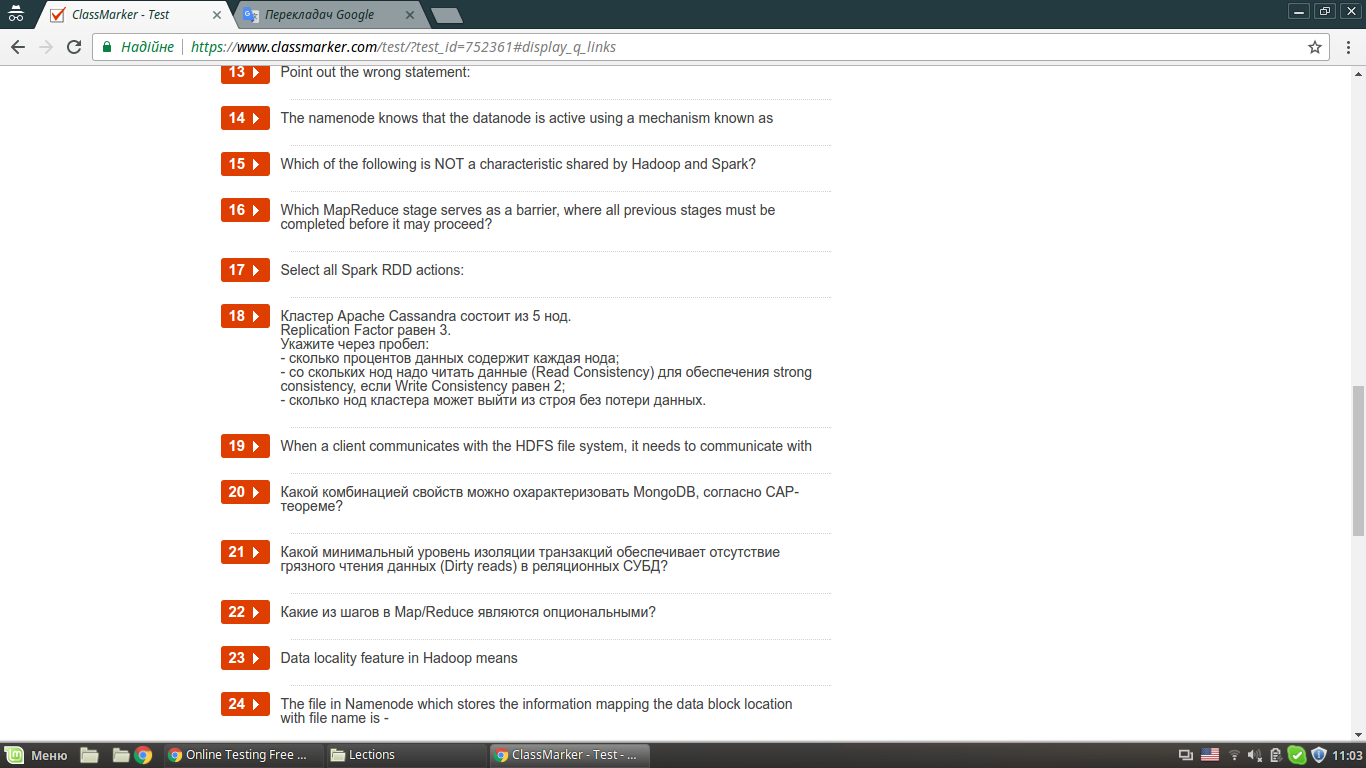 ClassMarker - Test
Перекладач Google
Надійне
https://www.classmarker.com/test/?test_id=752361#display_q_links
13 Point out the wrong statement:
14 The namenode knows that the datanode is active using a mechanism known as
15 Which of the following is NOT a characteristic shared by Hadoop and Spark?
16 Which MapReduce stage serves as a barrier, where all previous stages must be
completed before it may proceed?
17 Select all Spark RDD actions:
18 Кластер Apache Cassandra состоит из 5 нод.
Replication Factor равен 3.
Укажите через пробел:
- сколько процентов данных содержит каждая нода;
- со скольких нод надо читать данные (Read Consistency) для обеспечения strong
consistency, если Write Consistency равен 2;
- сколько нод кластера может выйти из строя без потери данных.
19 When a client communicates with the HDFS file system, it needs to communicate with
20 Какой комбинацией свойств можно охарактеризовать MongoDB, согласно CAP-
теореме?
21 Какой минимальный уровень изоляции транзакций обеспечивает отсутствие
грязного чтения данных (Dirty reads) в реляционных СУБД?
22 Какие из шагов в Map/Reduce являются опциональными?
23 Data locality feature in Hadoop means
24 The file in Namenode which stores the information mapping the data block location
with file name is -
Меню
Online Testing Free ...
Lections
ClassMarker - Test - ...
11:03